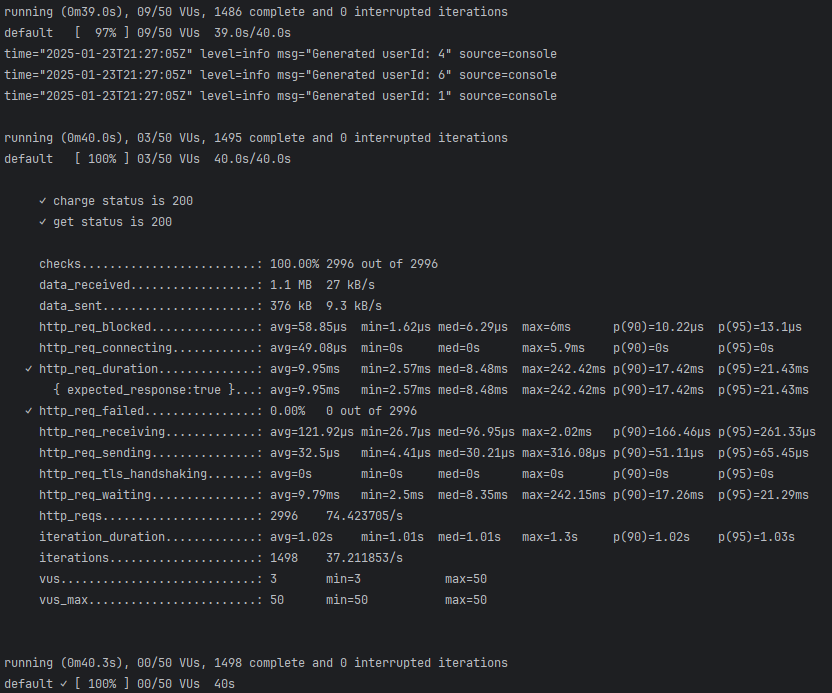 running (0m39.0s), 09/50 VUs, 1486 complete and 0 interrupted iterations
default   [  97% ] 09/50 VUs  39.0s/40.0s
time="2025-01-23T21:27:05Z" level=info msg="Generated userId: 4" source=console
time="2025-01-23T21:27:05Z" level=info msg="Generated userId: 6" source=console
time="2025-01-23T21:27:05Z" level=info msg="Generated userId: 1" source=console

running (0m40.0s), 03/50 VUs, 1495 complete and 0 interrupted iterations
default   [ 100% ] 03/50 VUs  40.0s/40.0s

     ✓ charge status is 200
     ✓ get status is 200

     checks.........................: 100.00% 2996 out of 2996
     data_received..................: 1.1 MB  27 kB/s
     data_sent......................: 376 kB  9.3 kB/s
     http_req_blocked...............: avg=58.85µs  min=1.62µs med=6.29µs  max=6ms      p(90)=10.22µs  p(95)=13.1µs
     http_req_connecting............: avg=49.08µs  min=0s     med=0s      max=5.9ms    p(90)=0s       p(95)=0s
   ✓ http_req_duration..............: avg=9.95ms   min=2.57ms med=8.48ms  max=242.42ms p(90)=17.42ms  p(95)=21.43ms
       { expected_response:true }...: avg=9.95ms   min=2.57ms med=8.48ms  max=242.42ms p(90)=17.42ms  p(95)=21.43ms
   ✓ http_req_failed................: 0.00%   0 out of 2996
     http_req_receiving.............: avg=121.92µs min=26.7µs med=96.95µs max=2.02ms   p(90)=166.46µs p(95)=261.33µs
     http_req_sending...............: avg=32.5µs   min=4.41µs med=30.21µs max=316.08µs p(90)=51.11µs  p(95)=65.45µs
     http_req_tls_handshaking.......: avg=0s       min=0s     med=0s      max=0s       p(90)=0s       p(95)=0s
     http_req_waiting...............: avg=9.79ms   min=2.5ms  med=8.35ms  max=242.15ms p(90)=17.26ms  p(95)=21.29ms
     http_reqs......................: 2996    74.423705/s
     iteration_duration.............: avg=1.02s    min=1.01s  med=1.01s   max=1.3s     p(90)=1.02s    p(95)=1.03s
     iterations.....................: 1498    37.211853/s
     vus............................: 3       min=3                max=50
     vus_max........................: 50      min=50               max=50

running (0m40.3s), 00/50 VUs, 1498 complete and 0 interrupted iterations
default ✓ [ 100% ] 00/50 VUs  40s